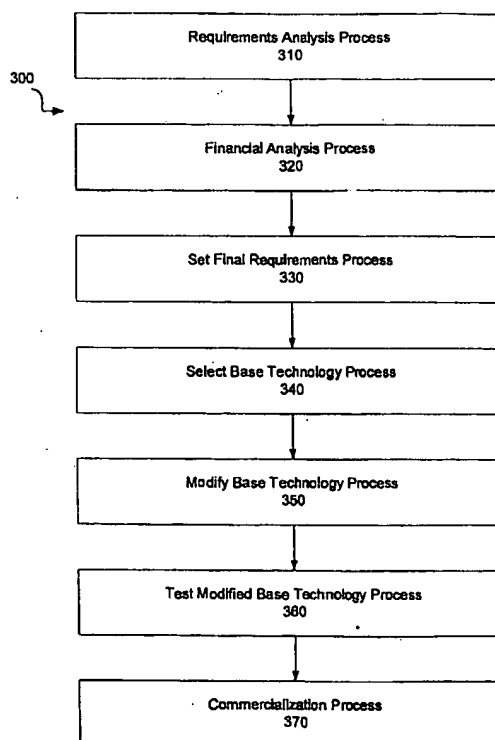 Requirements Analysis Process
310
300
Financial Analysis Process
320
Set Final Requirements Process
330
Select Base Technology Process
340
Modify Base Technology Process
350
Test Modified Base Technology Process
360
Commercialization Process
370